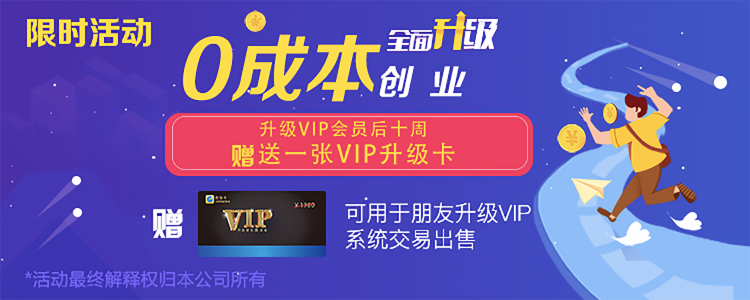 限时活动
0成本
全面升级
创业
升级VIP会员后十周
赠送一张VIP升级卡
赠
VIP
可用于朋友升级VIP
系统交易出售
*活动最终解释权归本公司所有